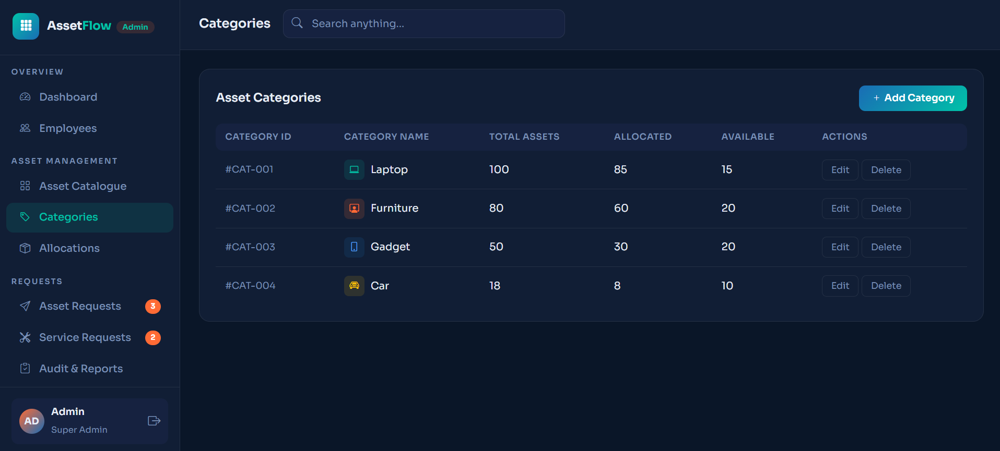 AssetFlow Admin
OVERVIEW
Dashboard
Employees
ASSET MANAGEMENT
Asset Catalogue
Categories
Allocations
REQUESTS
Asset Requests 3
Service Requests 2
Audit & Reports
AD Admin
Super Admin
Categories Search anything...
Asset Categories + Add Category
CATEGORY ID CATEGORY NAME TOTAL ASSETS ALLOCATED AVAILABLE ACTIONS
#CAT-001 Laptop 100 85 15 Edit Delete
#CAT-002 Furniture 80 60 20 Edit Delete
#CAT-003 Gadget 50 30 20 Edit Delete
#CAT-004 Car 18 8 10 Edit Delete